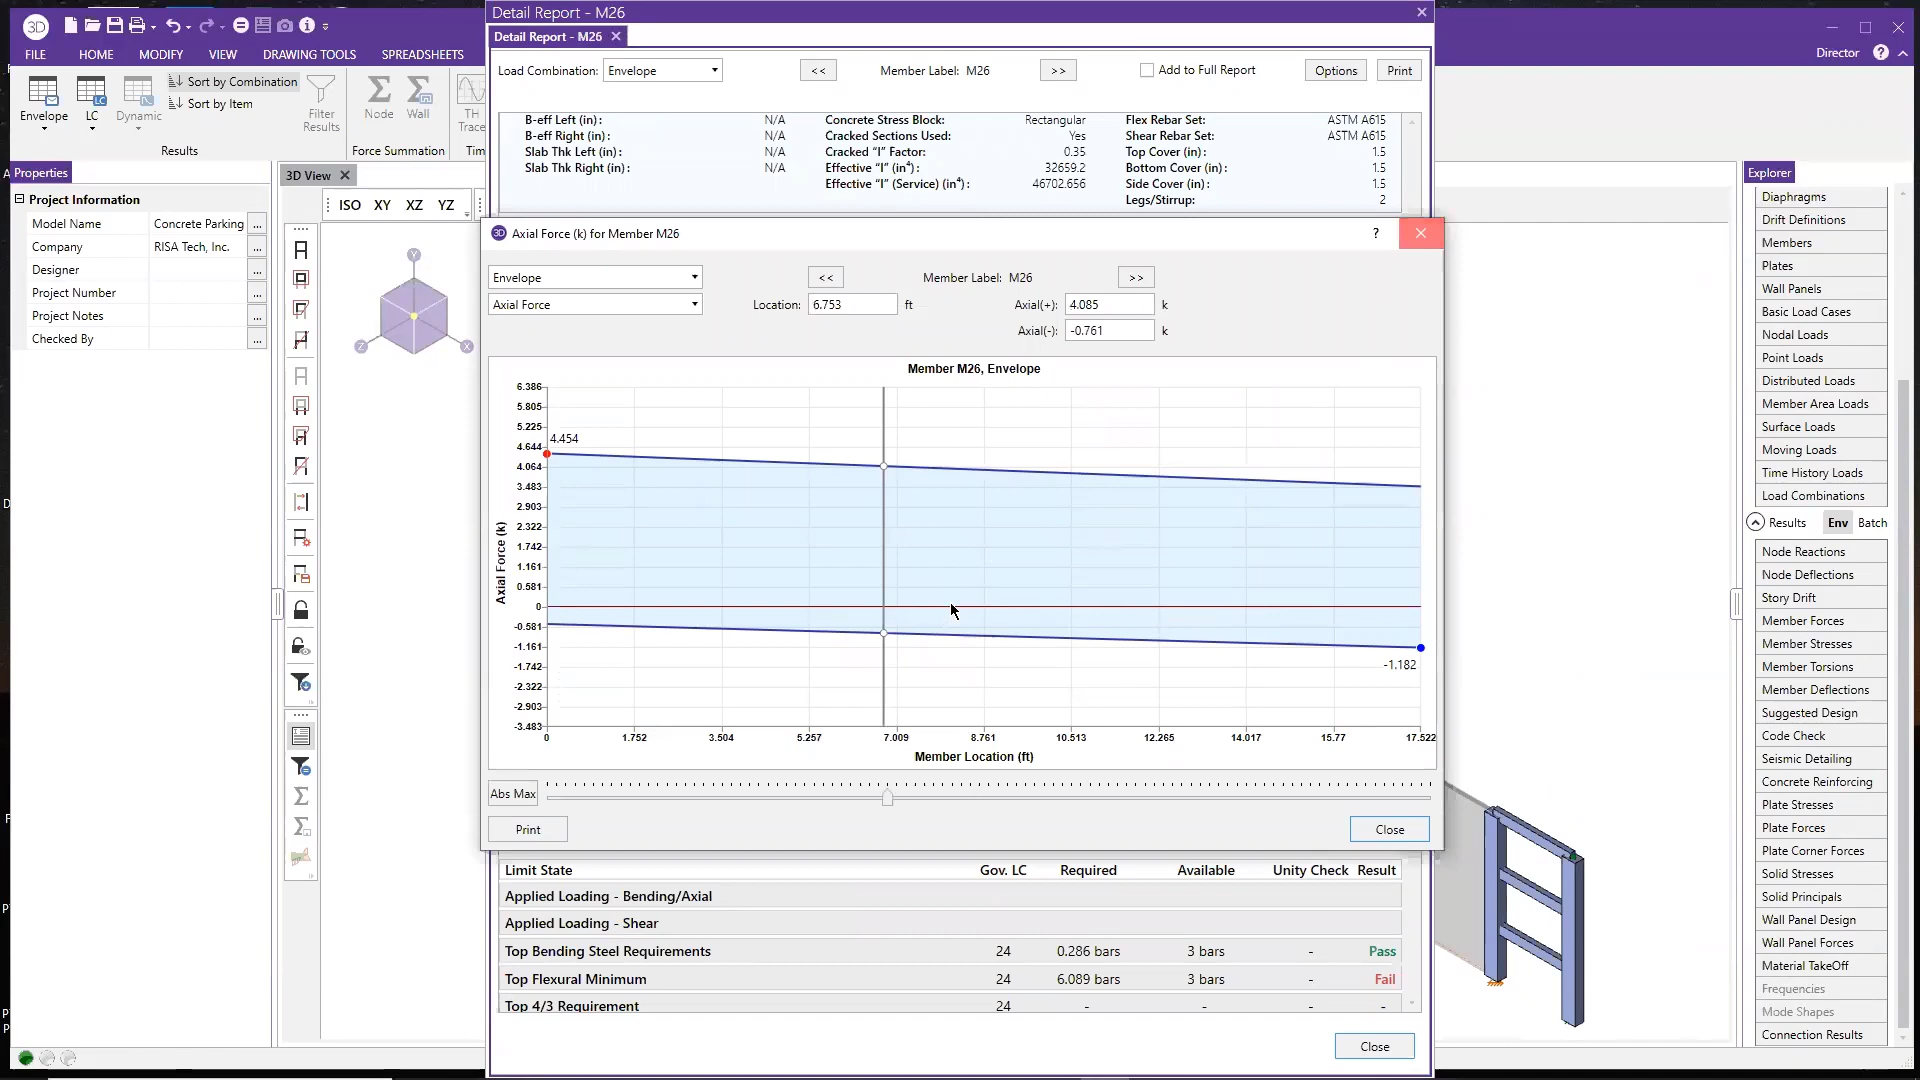 Detail Report - M26
3D
FILE
HOME
MODIFY
VIEW
DRAWING TOOLS
SPREADSHEETS
Director
Envelope
LC
Dynamic
Sort by Combination
Sort by Item
Filter
Results
Results
Node
Wall
TH
Trace
Force Summation
Tim
Detail Report - M26
Load Combination:
Envelope
<<
Member Label: M26
>>
Add to Full Report
Options
Print
B-eff Left (in): N/A Concrete Stress Block: Rectangular Flex Rebar Set: ASTM A615
B-eff Right (in): N/A Cracked Sections Used: Yes Shear Rebar Set: ASTM A615
Slab Thk Left (in): N/A Cracked “I” Factor: 0.35 Top Cover (in): 1.5
Slab Thk Right (in): N/A Effective “I” (in⁴): 32659.2 Bottom Cover (in): 1.5
Effective “I” (Service) (in⁴): 46702.656 Side Cover (in): 1.5
Legs/Stirrup: 2
Properties
Project Information
Model Name Concrete Parking ...
Company RISA Tech, Inc. ...
Designer ...
Project Number ...
Project Notes ...
Checked By ...
3D View
ISO XY XZ YZ
Y
Z
X
3D Axial Force (k) for Member M26 ?
Envelope
<<
Member Label: M26
>>
Axial Force
Location: 6.753 ft
Axial(+): 4.085 k
Axial(-): -0.761 k
Member M26, Envelope
Axial Force (k)
6.386
5.805
5.225
4.644
4.064
3.483
2.903
2.322
1.742
1.161
0.581
0
-0.581
-1.161
-1.742
-2.322
-2.903
-3.483
4.454
-1.182
0 1.752 3.504 5.257 7.009 8.761 10.513 12.265 14.017 15.77 17.522
Member Location (ft)
Abs Max
Print
Close
Limit State Gov. LC Required Available Unity Check Result
Applied Loading - Bending/Axial
Applied Loading - Shear
Top Bending Steel Requirements 24 0.286 bars 3 bars - Pass
Top Flexural Minimum 24 6.089 bars 3 bars - Fail
Top 4/3 Requirement 24 - - - -
Close
Explorer
Diaphragms
Drift Definitions
Members
Plates
Wall Panels
Basic Load Cases
Nodal Loads
Point Loads
Distributed Loads
Member Area Loads
Surface Loads
Moving Loads
Time History Loads
Load Combinations
Results Env Batch
Node Reactions
Node Deflections
Story Drift
Member Forces
Member Stresses
Member Torsions
Member Deflections
Suggested Design
Code Check
Seismic Detailing
Concrete Reinforcing
Plate Stresses
Plate Forces
Plate Corner Forces
Solid Stresses
Solid Principals
Wall Panel Design
Wall Panel Forces
Material TakeOff
Frequencies
Mode Shapes
Connection Results